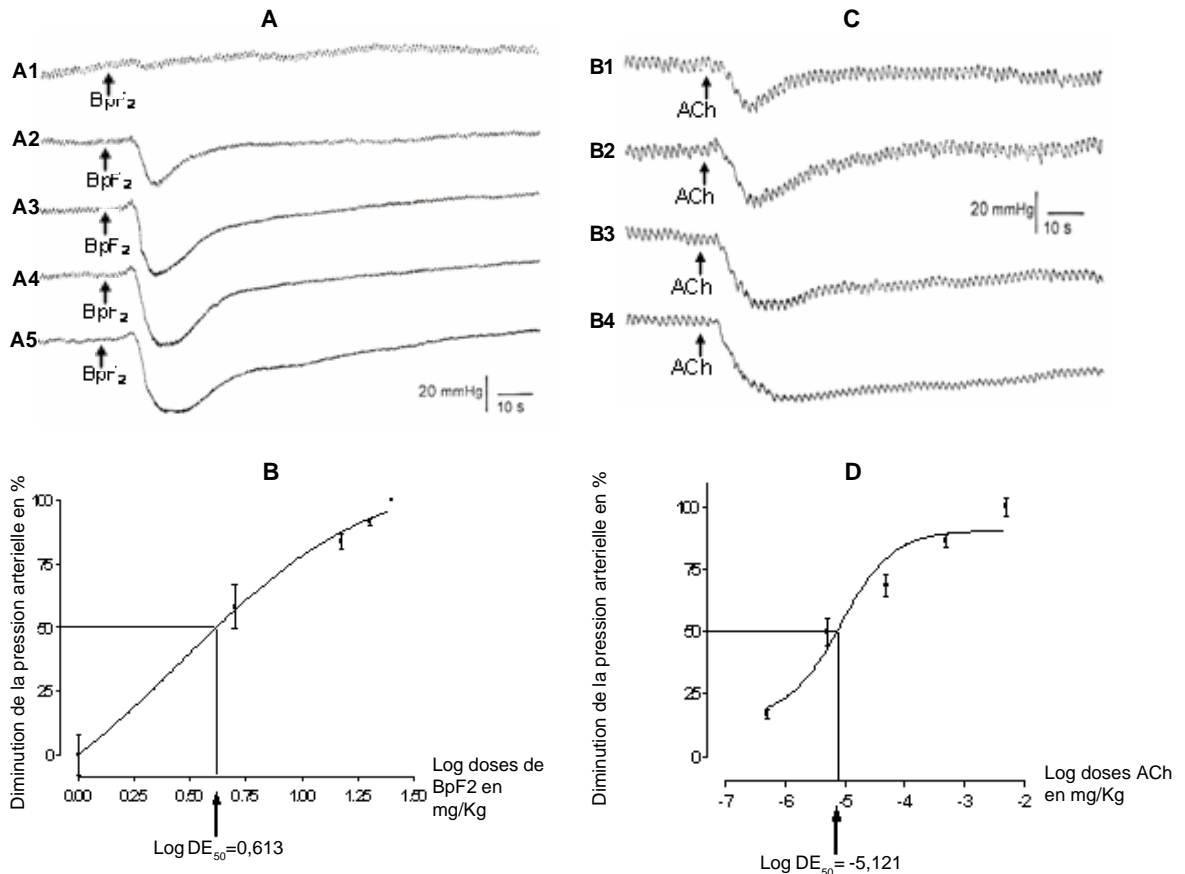 A
A1
BpF2
A2
BpF2
A3
BpF2
A4
BpF2
A5
BpF2
20 mmHg
10 s
C
B1
ACh
B2
ACh
20 mmHg
10 s
B3
ACh
B4
ACh
B
Diminution de la pression arterielle en %
100
75
50
25
0
0.00 0.25 0.50 0.75 1.00 1.25 1.50
Log doses de
BpF2 en
mg/Kg
Log DE50=0,613
D
Diminution de la pression arterielle en %
100
75
50
25
0
-7 -6 -5 -4 -3 -2
Log doses ACh
en mg/Kg
Log DE50= -5,121